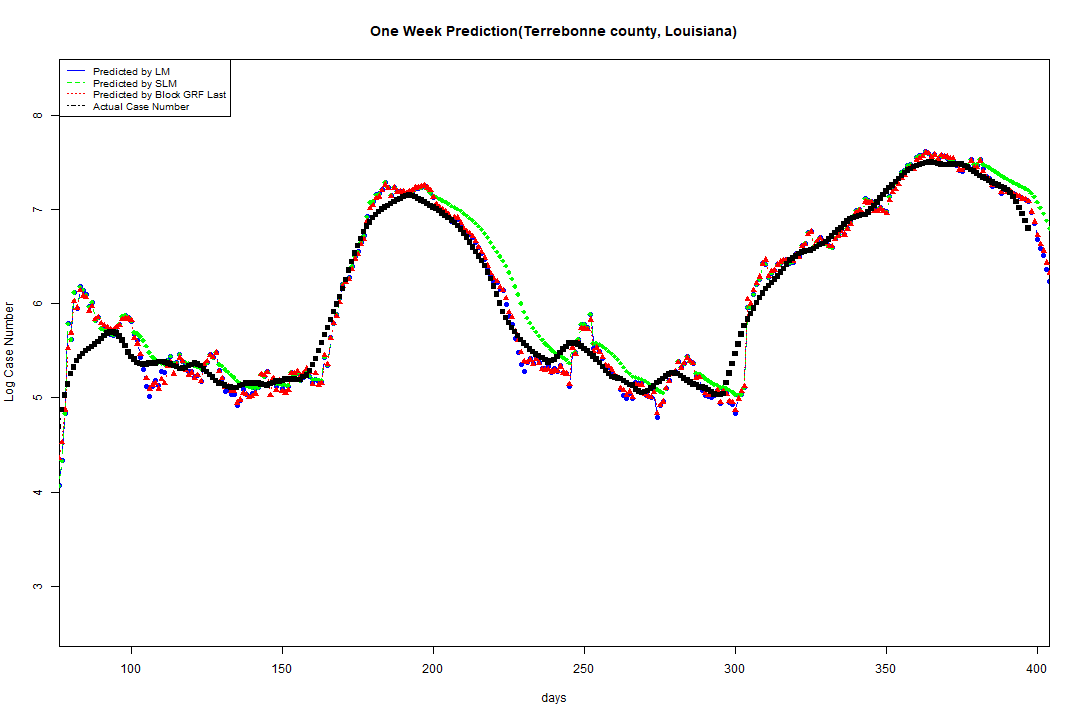 One Week Prediction(Terrebonne county, Louisiana)
Predicted by LM
Predicted by SLM
Predicted by Block GRF Last
Actual Case Number
8
7
6
5
4
3
Log Case Number
100 150 200 250 300 350 400
days